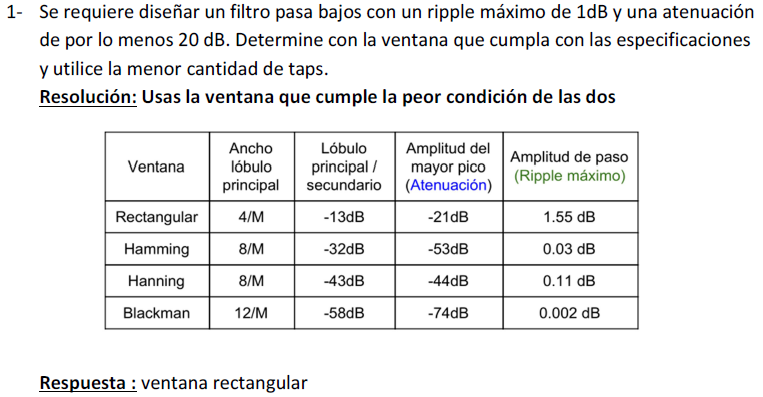 1- Se requiere diseñar un filtro pasa bajos con un ripple máximo de 1dB y una atenuación
de por lo menos 20 dB. Determine con la ventana que cumpla con las especificaciones
y utilice la menor cantidad de taps.
Resolución: Usas la ventana que cumple la peor condición de las dos
Ventana Ancho lóbulo principal Lóbulo principal / secundario Amplitud del mayor pico (Atenuación) Amplitud de paso (Ripple máximo)
Rectangular 4/M -13dB -21dB 1.55 dB
Hamming 8/M -32dB -53dB 0.03 dB
Hanning 8/M -43dB -44dB 0.11 dB
Blackman 12/M -58dB -74dB 0.002 dB
Respuesta : ventana rectangular